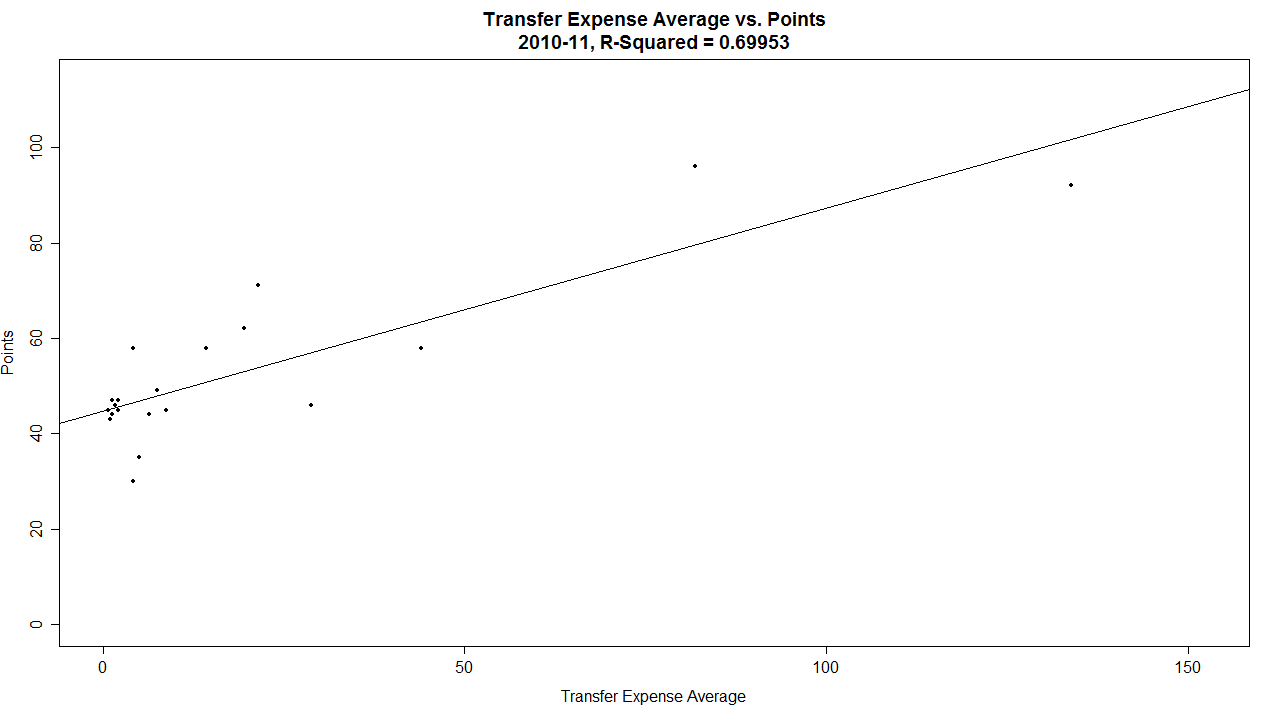 Transfer Expense Average vs. Points
2010-11, R-Squared = 0.69953
100
80
60
40
20
0
Points
0 50 100 150
Transfer Expense Average